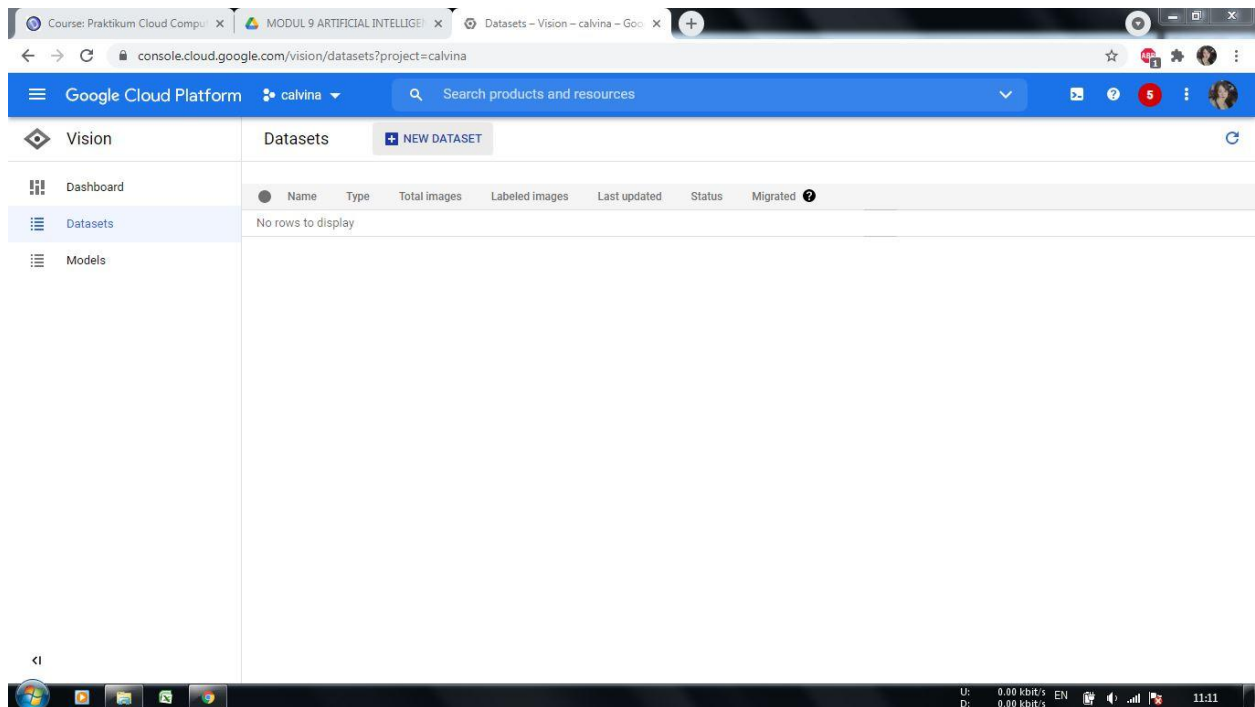 Course: Praktikum Cloud Compu
MODUL 9 ARTIFICIAL INTELLIGE
Datasets – Vision – calvina – Goo
console.cloud.google.com/vision/datasets?project=calvina
ABP
1
Google Cloud Platform
calvina
Search products and resources
5
Vision
Datasets
NEW DATASET
Dashboard
Datasets
Models
Name Type Total images Labeled images Last updated Status Migrated
No rows to display
U: 0.00 kbit/s
D: 0.00 kbit/s
EN
11:11